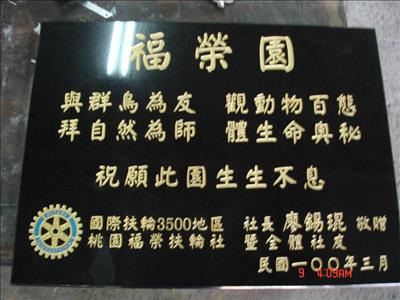 福榮園
與群鳥為友 觀動物百態
拜自然為師 體生命奧秘
祝願此園生生不息
國際扶輪3500地區
桃園福榮扶輪社
社長 廖錫琨 敬贈
暨全體社友
民國一00年三月
9 4:09AM